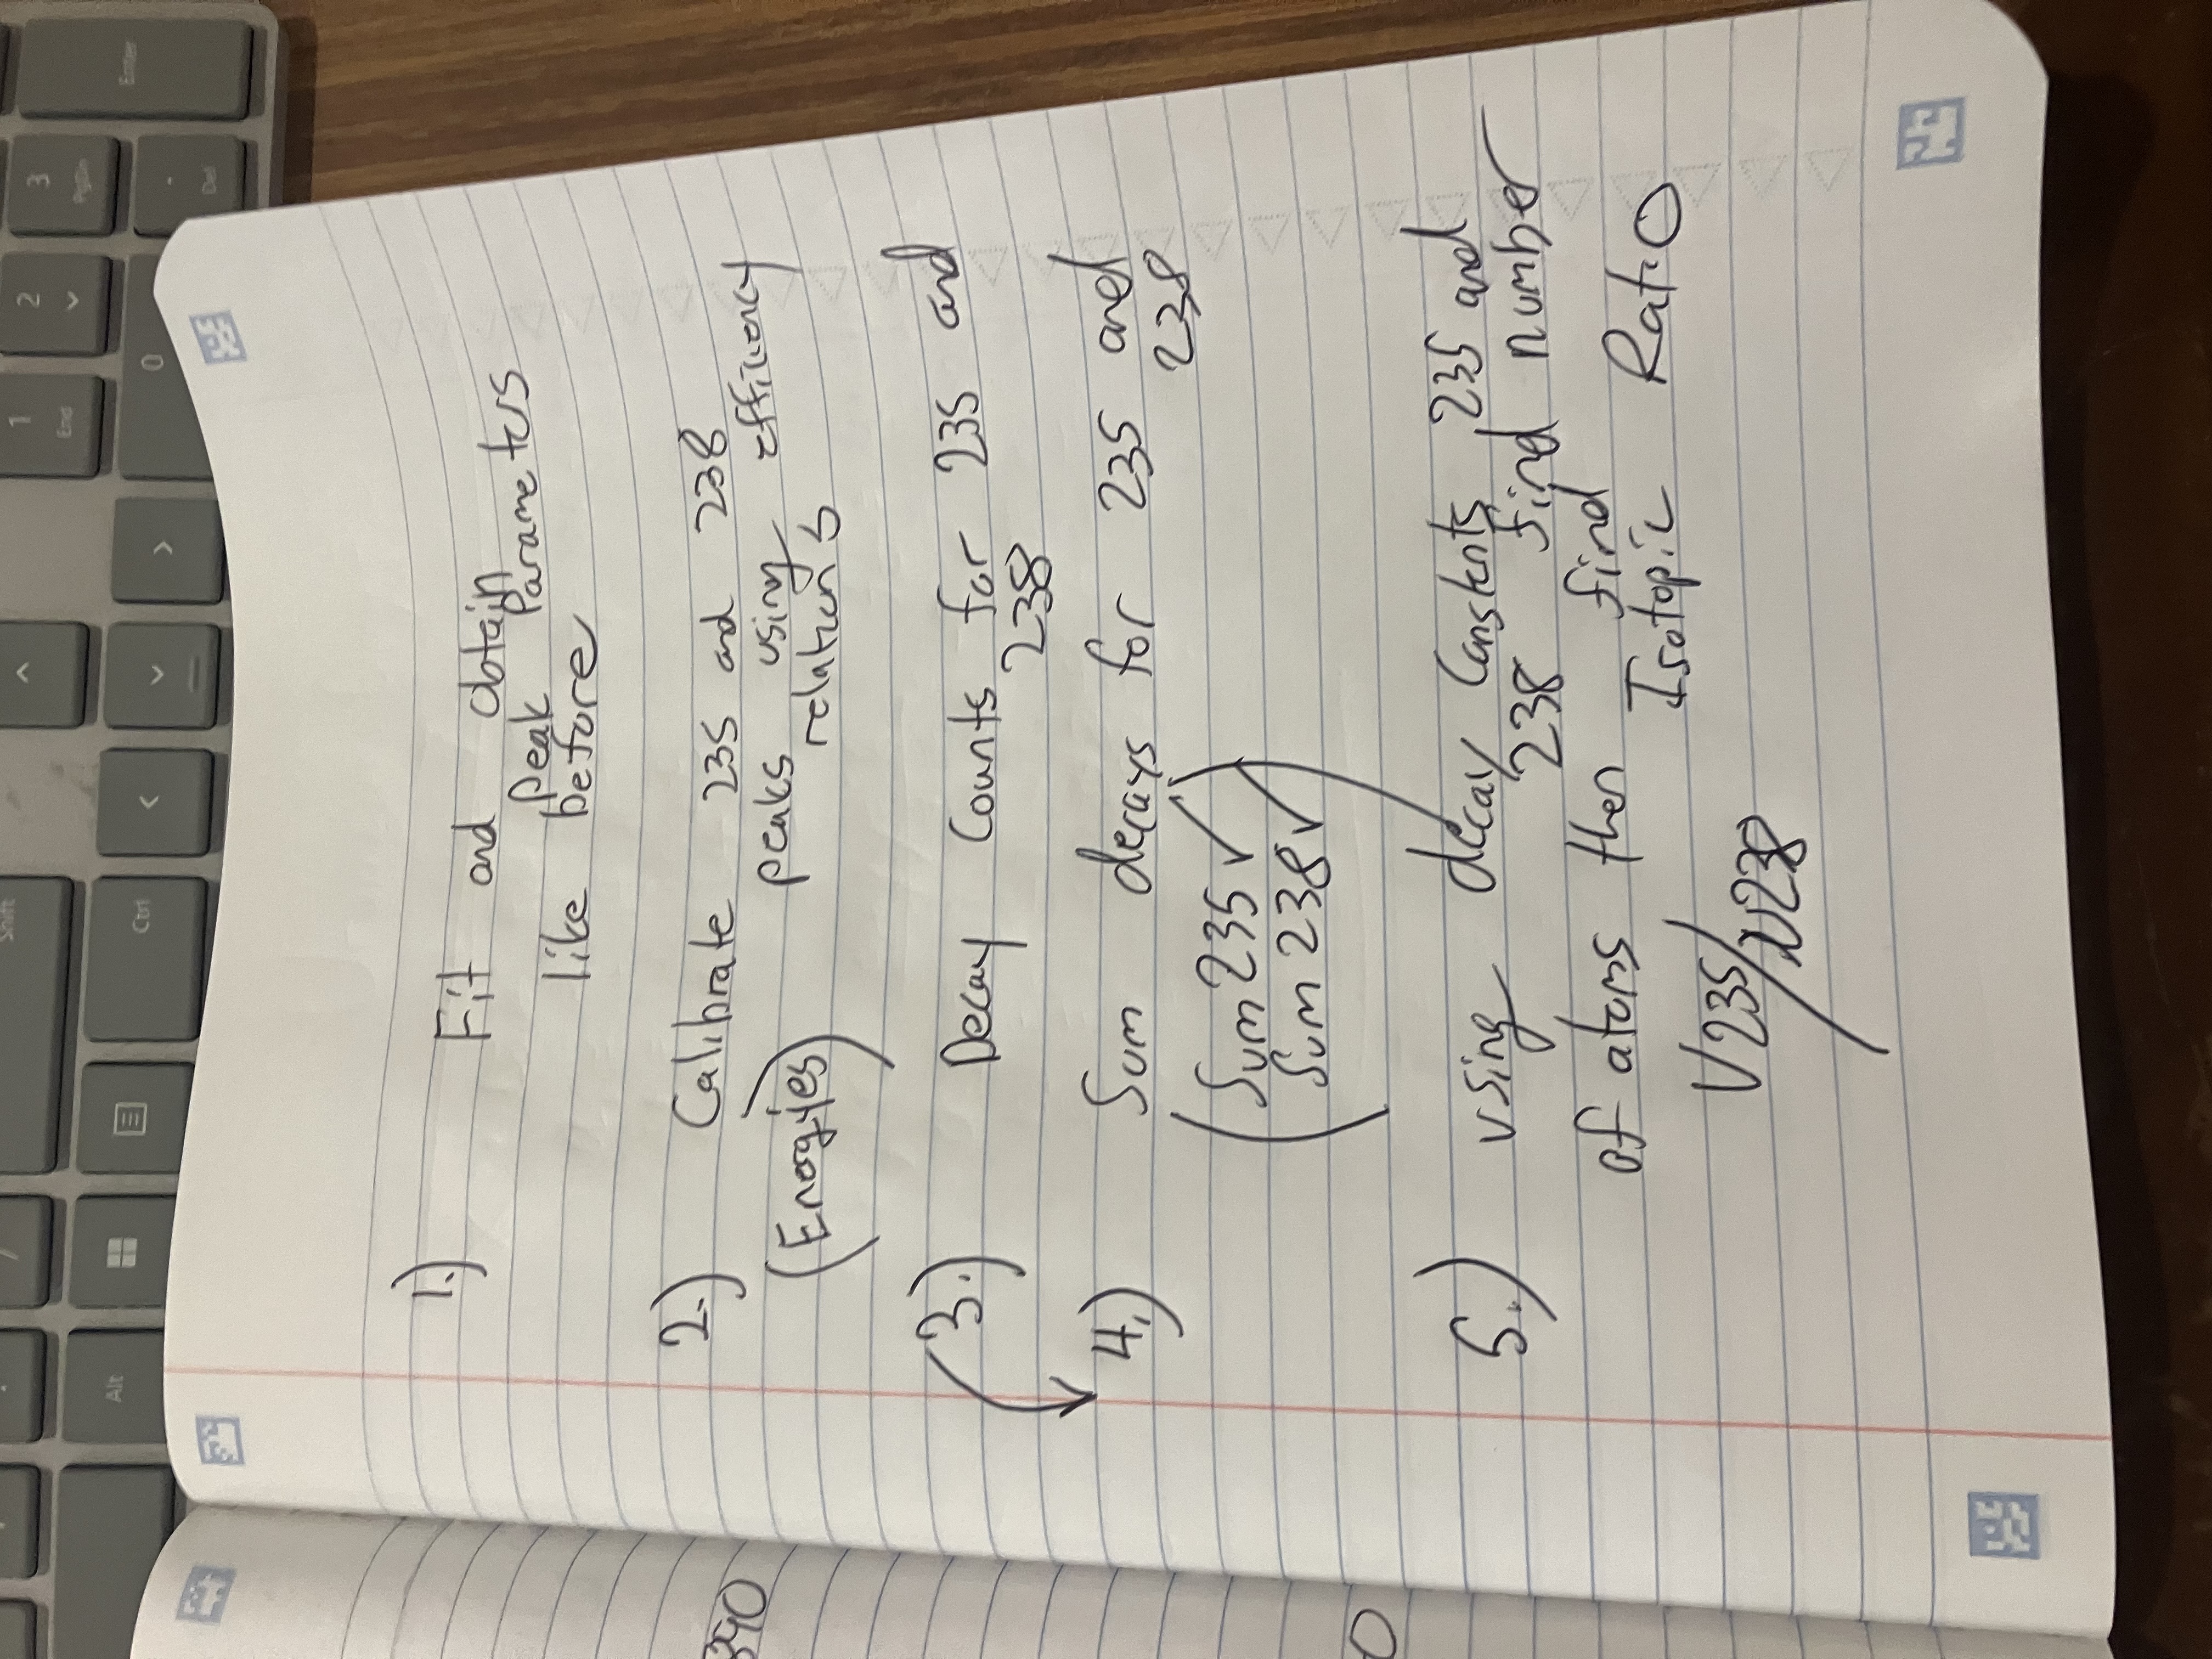 Shift
1
End
2
3
PgDn
Enter
Alt
Ctrl
0
.
Del
390
0
1.) Fit and obtain
peak Parameters
like before
2.) Calibrate 235 and 238
(Energies) peaks using efficiency
relations
3.) Decay Counts for 235 and
238
4.) Sum decays for 235 and
238
(Sum 235 ✓
Sum 238 ✓)
5.) using decay Constants 235 and
238 find number
of atoms then find
Isotopic Ratio
U235/U238